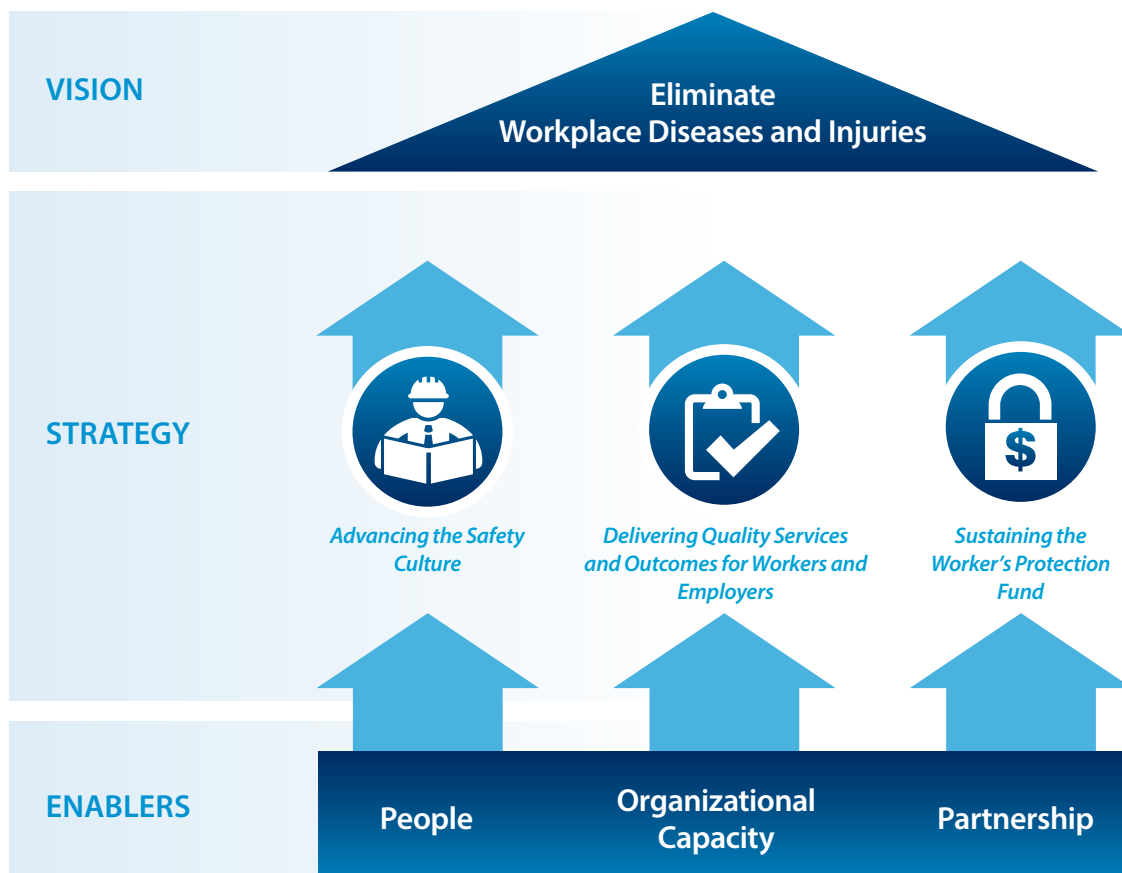 VISION
Eliminate
Workplace Diseases and Injuries
STRATEGY
$
Advancing the Safety
Culture
Delivering Quality Services
and Outcomes for Workers and
Employers
Sustaining the
Worker’s Protection
Fund
ENABLERS
People
Organizational
Capacity
Partnership